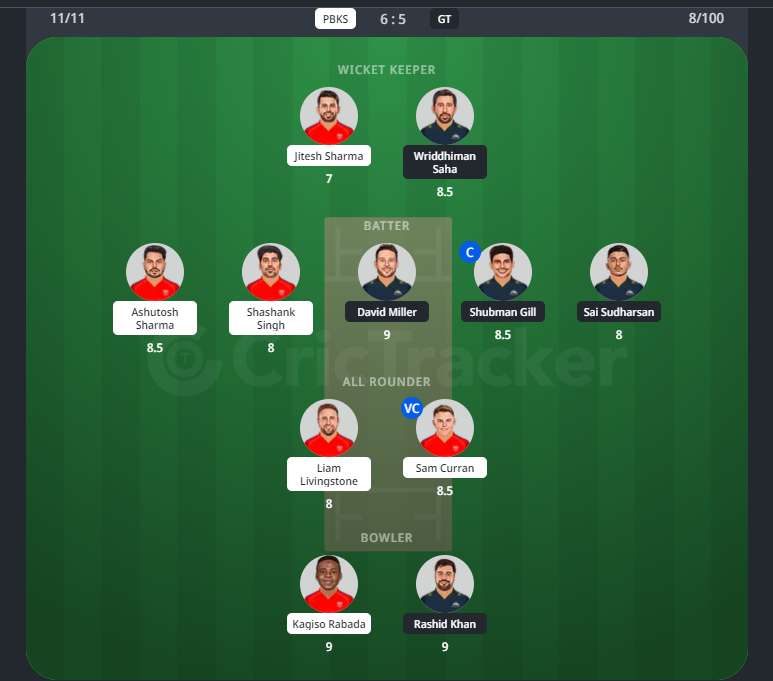 11/11 PBKS 6 : 5 GT 8/100
WICKET KEEPER
Jitesh Sharma
7
Wriddhiman
Saha
8.5
BATTER
Ashutosh
Sharma
8.5
Shashank
Singh
8
David Miller
9
C
Shubman Gill
8.5
Sai Sudharsan
8
CricTracker
ALL ROUNDER
Liam
Livingstone
8
VC
Sam Curran
8.5
BOWLER
Kagiso Rabada
9
Rashid Khan
9